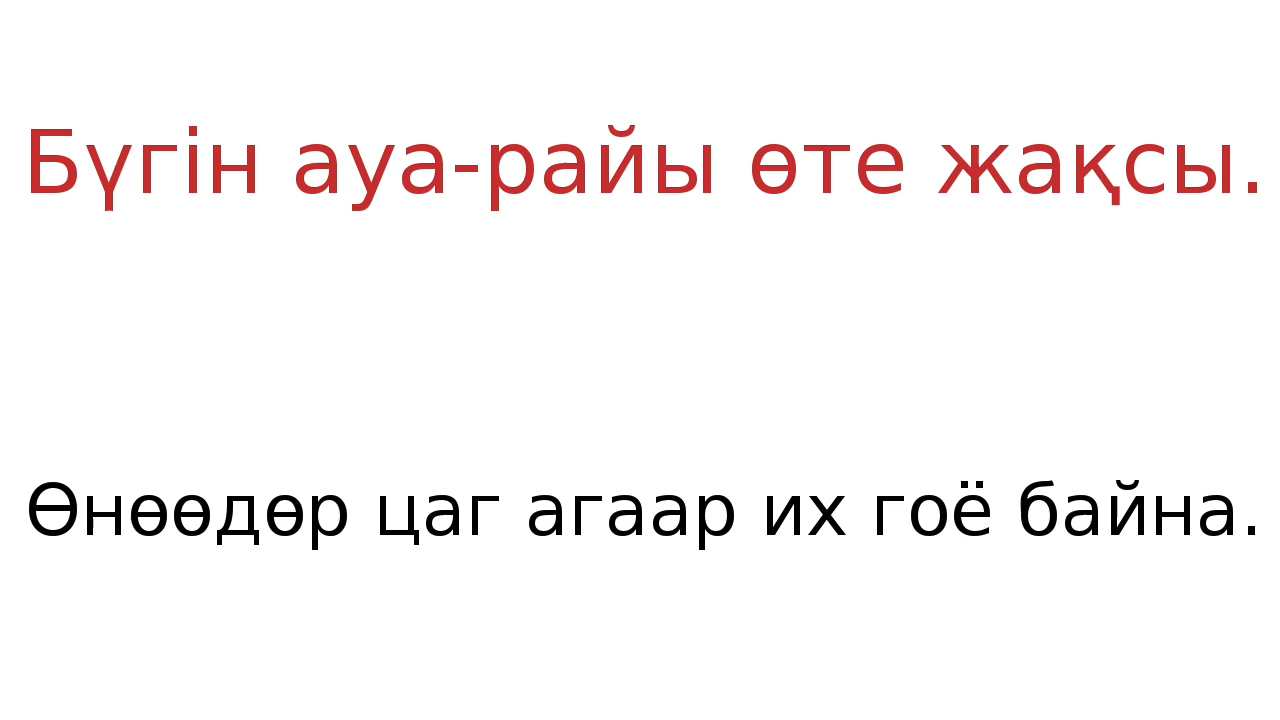 Бүгін ауа-райы өте жақсы.
Өнөөдөр цаг агаар их гоё байна.